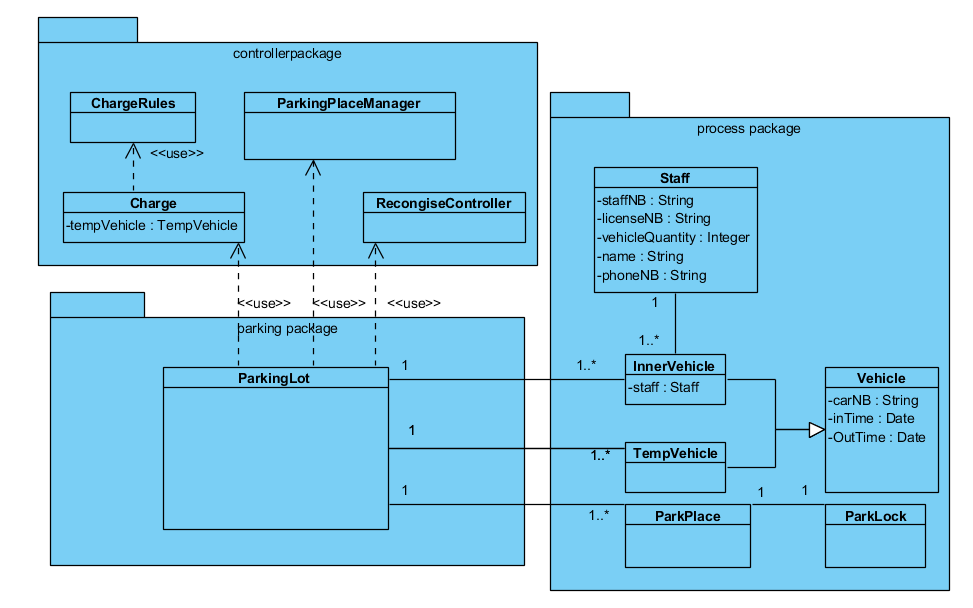 controllerpackage
ChargeRules
ParkingPlaceManager
<<use>>
Charge
-tempVehicle : TempVehicle
RecongiseController
<<use>>
<<use>>
<<use>>
parking package
ParkingLot
process package
Staff
-staffNB : String
-licenseNB : String
-vehicleQuantity : Integer
-name : String
-phoneNB : String
1
1..*
1
1..*
InnerVehicle
-staff : Staff
Vehicle
-carNB : String
-inTime : Date
-OutTime : Date
1
1..*
TempVehicle
1
1..*
ParkPlace
1
1
ParkLock